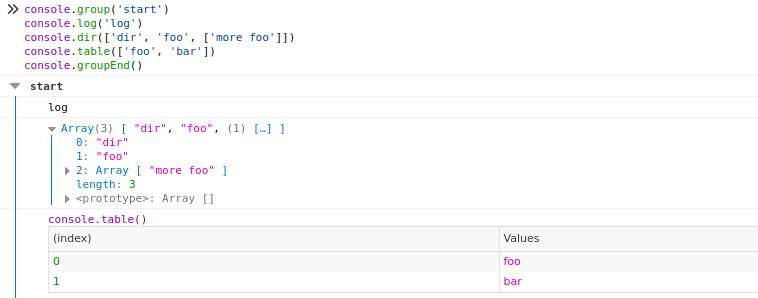 console.group('start')
console.log('log')
console.dir(['dir', 'foo', ['more foo']])
console.table(['foo', 'bar'])
console.groupEnd()
start
log
Array(3) [ "dir", "foo", (1) […] ]
0: "dir"
1: "foo"
2: Array [ "more foo" ]
length: 3
<prototype>: Array []
console.table()
(index) Values
0 foo
1 bar